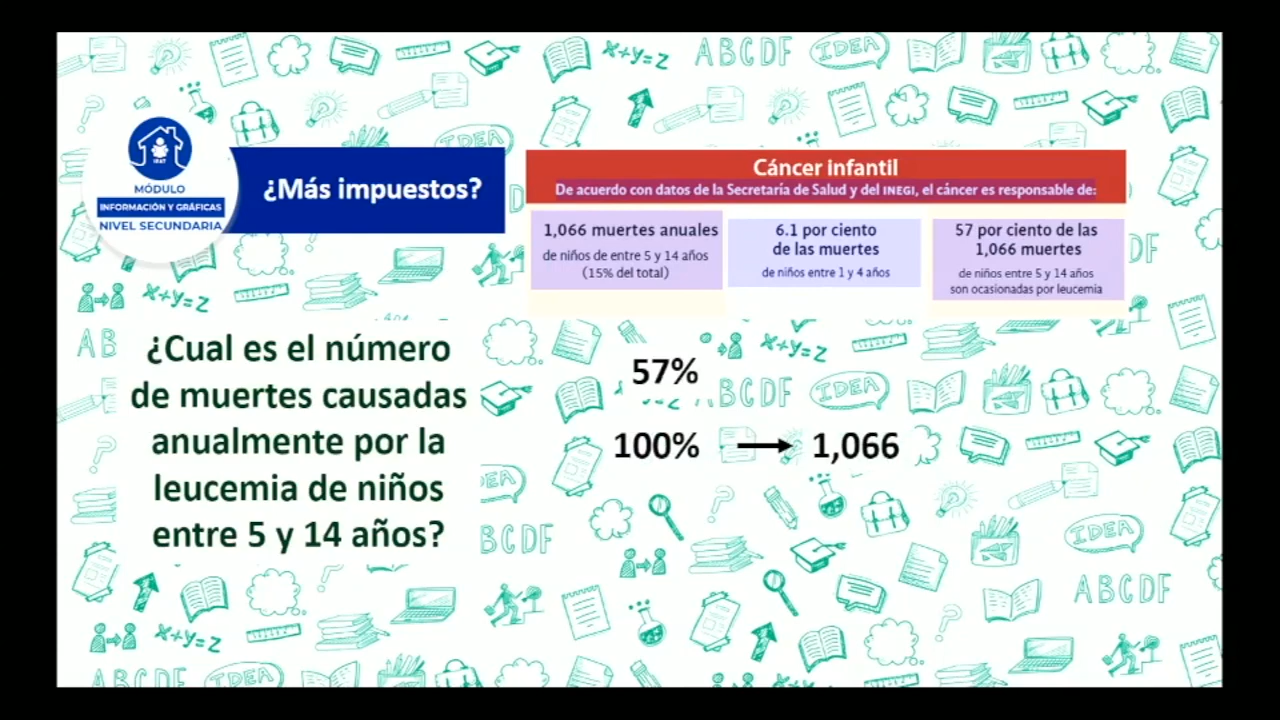 MÓDULO
INFORMACIÓN Y GRÁFICAS
NIVEL SECUNDARIA
¿Más impuestos?
Cáncer infantil
De acuerdo con datos de la Secretaría de Salud y del INEGI, el cáncer es responsable de:
1,066 muertes anuales
de niños de entre 5 y 14 años
(15% del total)
6.1 por ciento
de las muertes
de niños entre 1 y 4 años
57 por ciento de las
1,066 muertes
de niños entre 5 y 14 años
son ocasionadas por leucemia
¿Cual es el número
de muertes causadas
anualmente por la
leucemia de niños
entre 5 y 14 años?
57%
100% → 1,066
X+Y=Z
ABCDF
IDEA